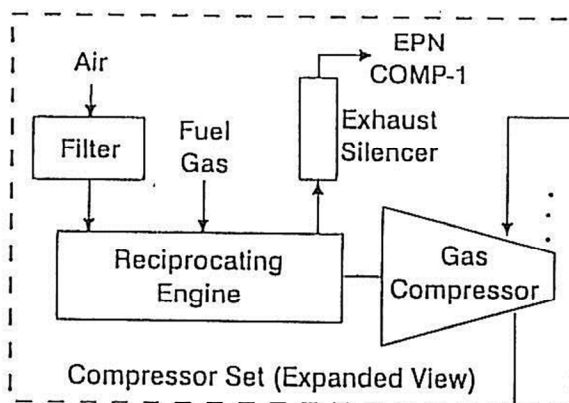 Air
EPN
COMP-1
Filter
Fuel
Gas
Exhaust
Silencer
Reciprocating
Engine
Gas
Compressor
Compressor Set (Expanded View)